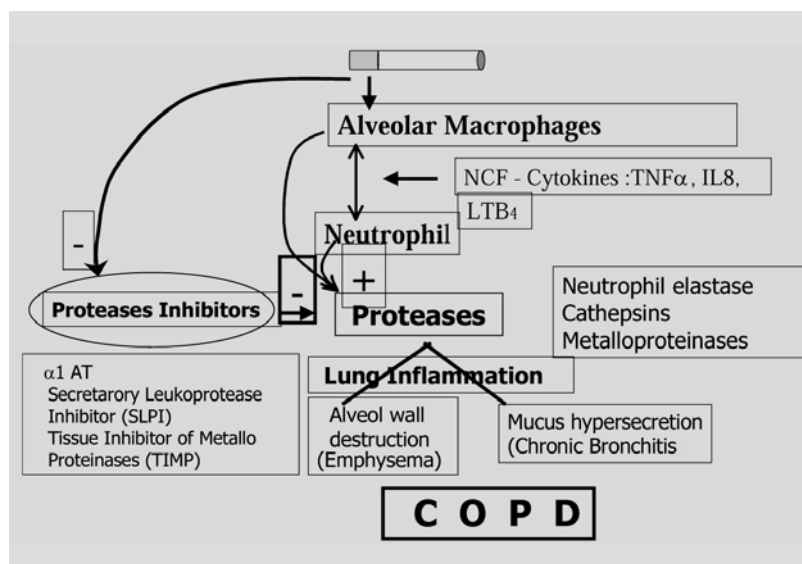 Alveolar Macrophages
NCF - Cytokines :TNFα, IL8,
LTB4
Neutrophil
-
+
-
Proteases Inhibitors
Proteases
Neutrophil elastase
Cathepsins
Metalloproteinases
α1 AT
Secretarory Leukoprotease
Inhibitor (SLPI)
Tissue Inhibitor of Metallo
Proteinases (TIMP)
Lung Inflammation
Alveol wall
destruction
(Emphysema)
Mucus hypersecretion
(Chronic Bronchitis
C O P D